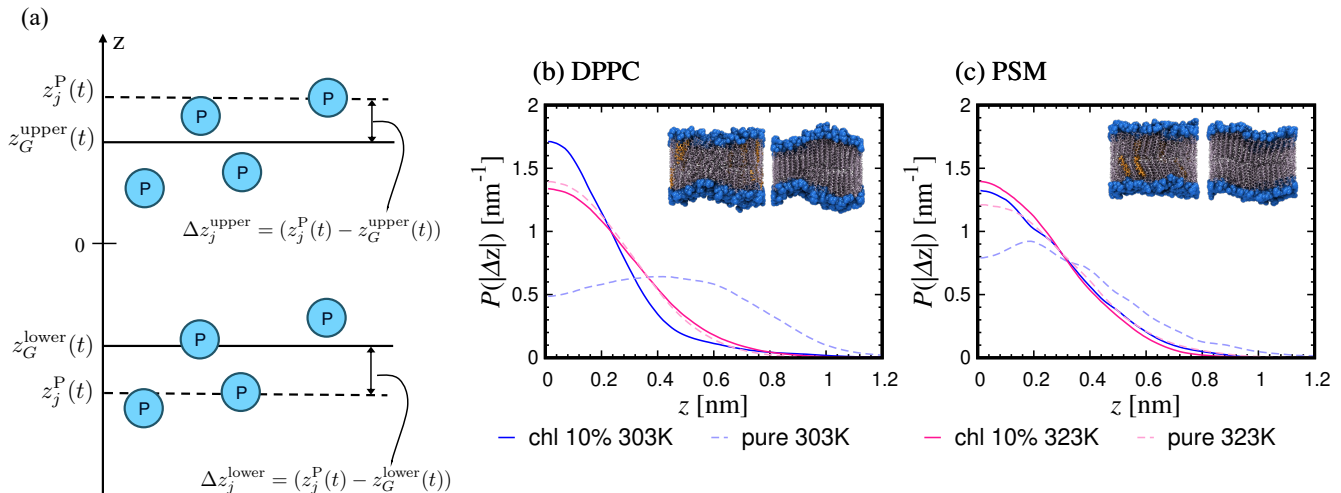 (a)
z
z_j^P(t)
z_G^upper(t)
P
P
P
P
Δz_j^upper = (z_j^P(t) − z_G^upper(t))
0
P
P
z_G^lower(t)
z_j^P(t)
P
P
Δz_j^lower = (z_j^P(t) − z_G^lower(t))
(b) DPPC
P(|Δz|) [nm⁻¹]
2
1.5
1
0.5
0
0 0.2 0.4 0.6 0.8 1 1.2
z [nm]
(c) PSM
P(|Δz|) [nm⁻¹]
2
1.5
1
0.5
0
0 0.2 0.4 0.6 0.8 1 1.2
z [nm]
chl 10% 303K pure 303K chl 10% 323K pure 323K